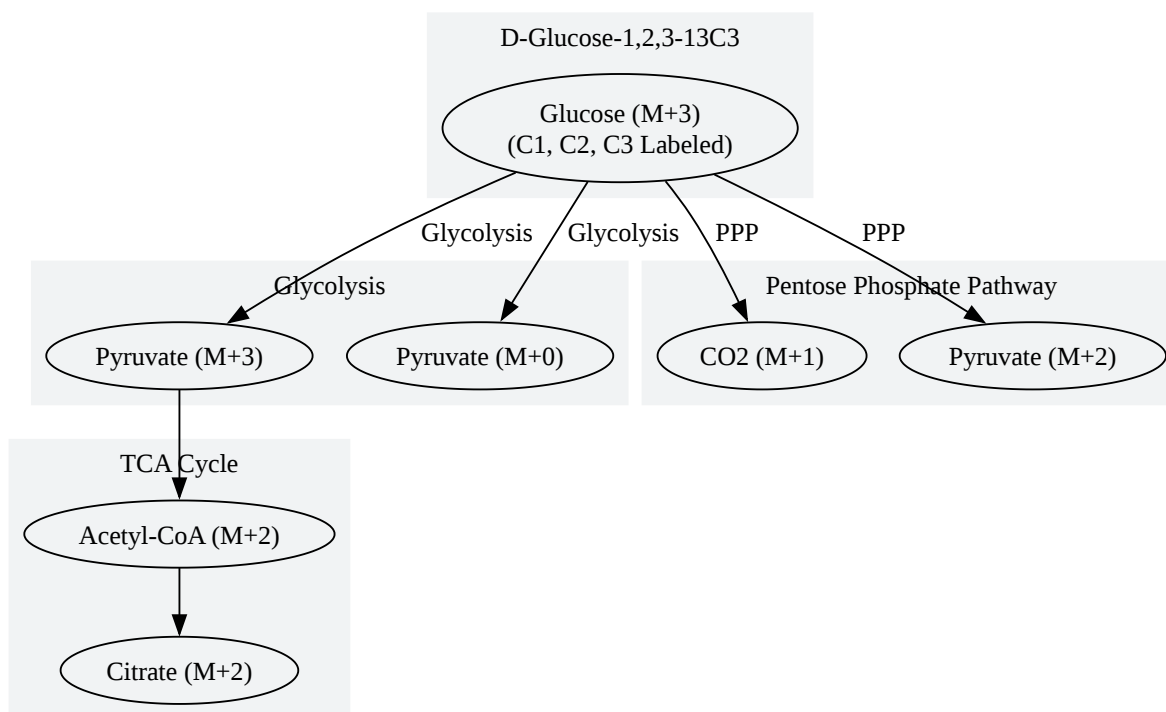 D-Glucose-1,2,3-13C3
Glucose (M+3)
(C1, C2, C3 Labeled)
Glycolysis
Glycolysis
PPP
PPP
Glycolysis
Pentose Phosphate Pathway
Pyruvate (M+3)
Pyruvate (M+0)
CO2 (M+1)
Pyruvate (M+2)
TCA Cycle
Acetyl-CoA (M+2)
Citrate (M+2)